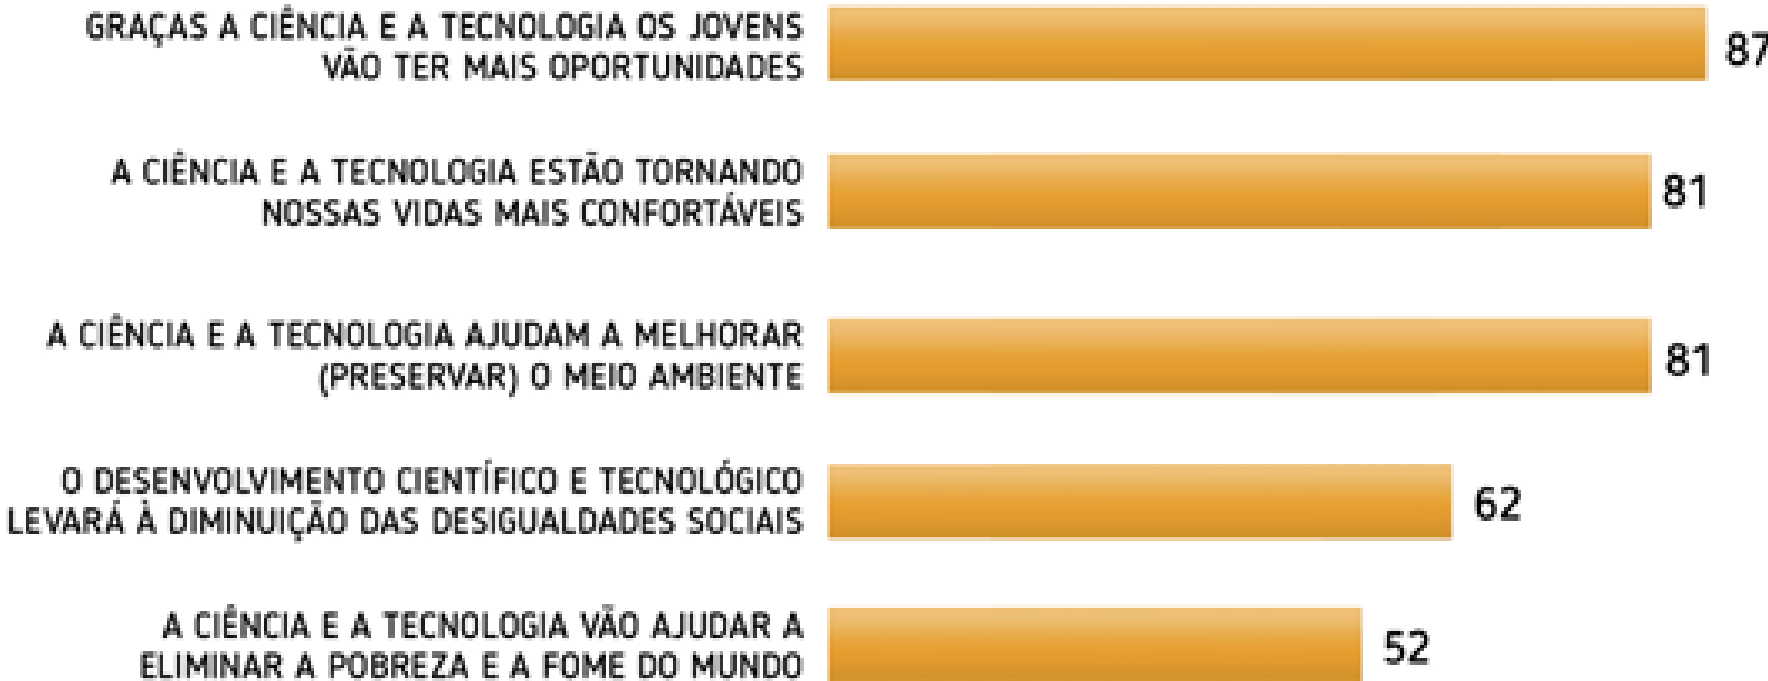 GRAÇAS A CIÊNCIA E A TECNOLOGIA OS JOVENS
VÃO TER MAIS OPORTUNIDADES
87
A CIÊNCIA E A TECNOLOGIA ESTÃO TORNANDO
NOSSAS VIDAS MAIS CONFORTÁVEIS
81
A CIÊNCIA E A TECNOLOGIA AJUDAM A MELHORAR
(PRESERVAR) O MEIO AMBIENTE
81
O DESENVOLVIMENTO CIENTÍFICO E TECNOLÓGICO
LEVARÁ À DIMINUIÇÃO DAS DESIGUALDADES SOCIAIS
62
A CIÊNCIA E A TECNOLOGIA VÃO AJUDAR A
ELIMINAR A POBREZA E A FOME DO MUNDO
52